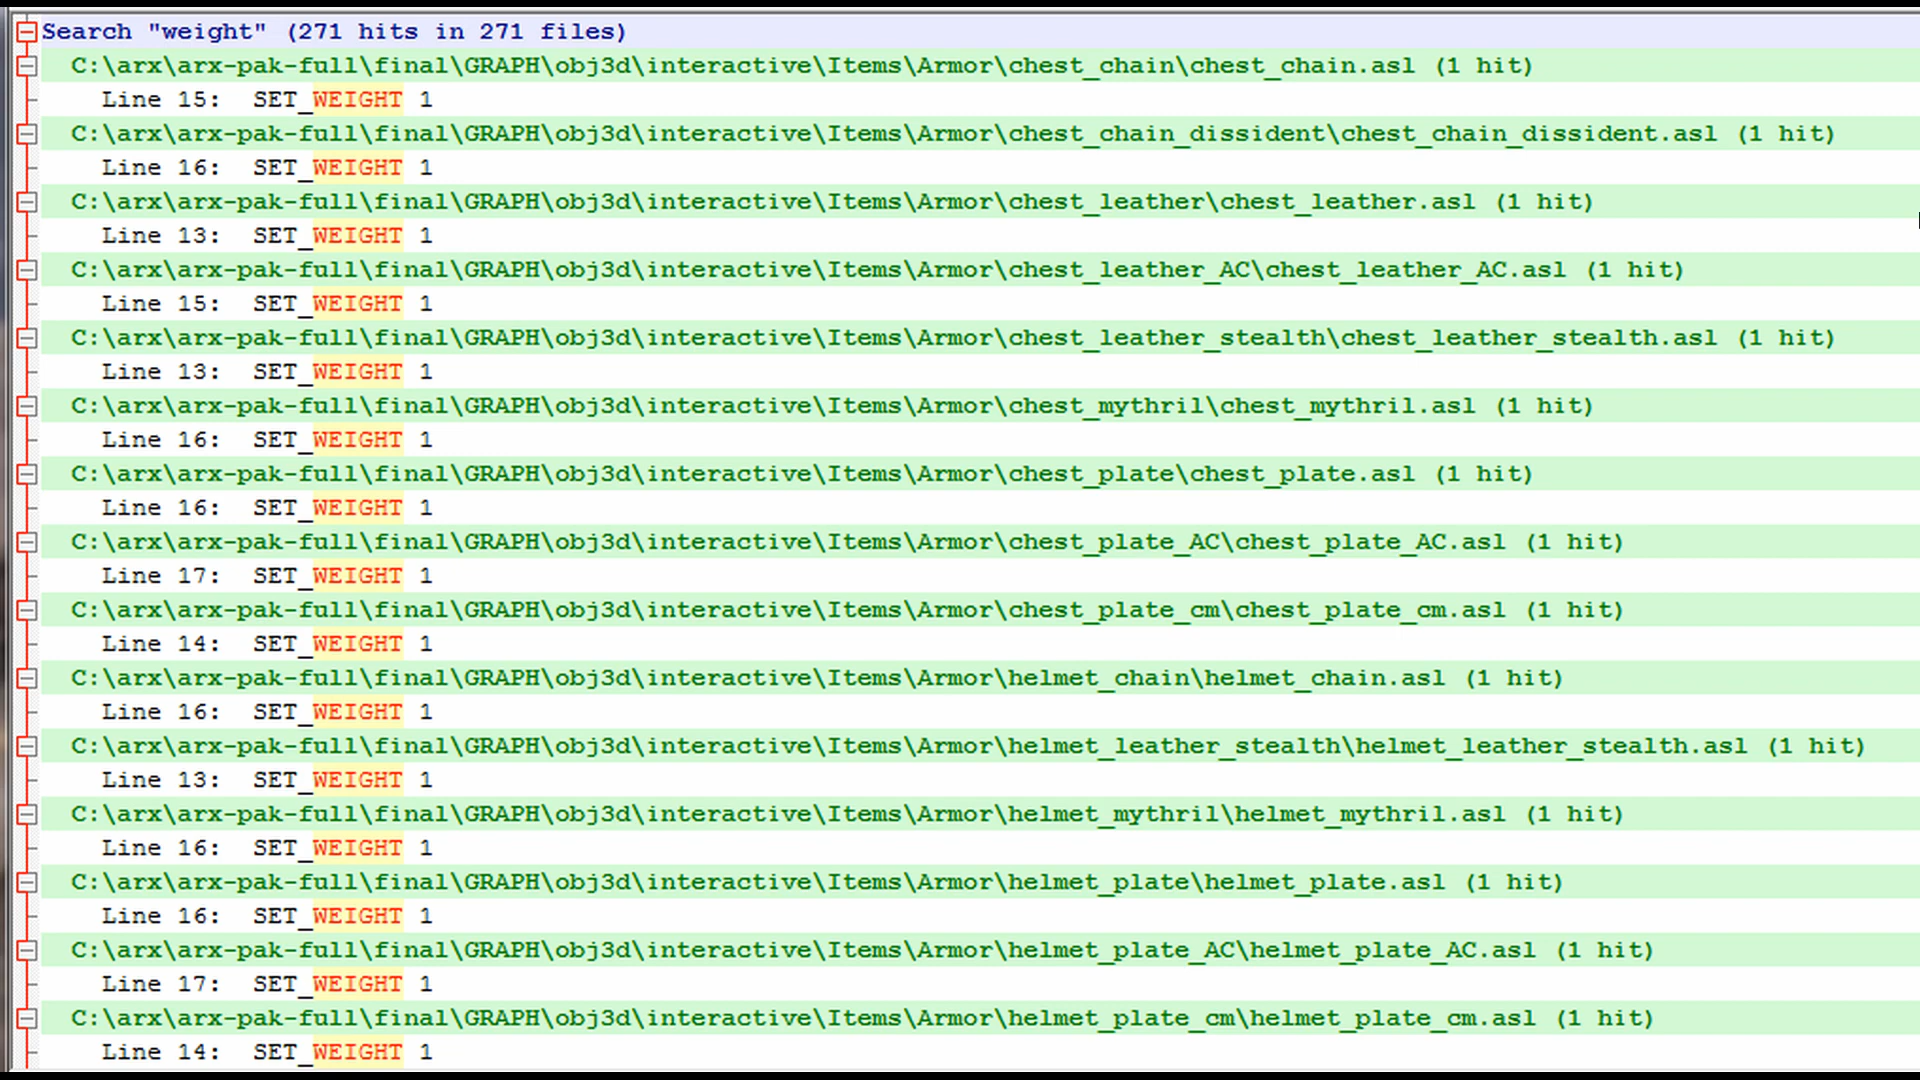 Search "weight" (271 hits in 271 files)
C:\arx\arx-pak-full\final\GRAPH\obj3d\interactive\Items\Armor\chest_chain\chest_chain.asl (1 hit)
Line 15: SET_WEIGHT 1
C:\arx\arx-pak-full\final\GRAPH\obj3d\interactive\Items\Armor\chest_chain_dissident\chest_chain_dissident.asl (1 hit)
Line 16: SET_WEIGHT 1
C:\arx\arx-pak-full\final\GRAPH\obj3d\interactive\Items\Armor\chest_leather\chest_leather.asl (1 hit)
Line 13: SET_WEIGHT 1
C:\arx\arx-pak-full\final\GRAPH\obj3d\interactive\Items\Armor\chest_leather_AC\chest_leather_AC.asl (1 hit)
Line 15: SET_WEIGHT 1
C:\arx\arx-pak-full\final\GRAPH\obj3d\interactive\Items\Armor\chest_leather_stealth\chest_leather_stealth.asl (1 hit)
Line 13: SET_WEIGHT 1
C:\arx\arx-pak-full\final\GRAPH\obj3d\interactive\Items\Armor\chest_mythril\chest_mythril.asl (1 hit)
Line 16: SET_WEIGHT 1
C:\arx\arx-pak-full\final\GRAPH\obj3d\interactive\Items\Armor\chest_plate\chest_plate.asl (1 hit)
Line 16: SET_WEIGHT 1
C:\arx\arx-pak-full\final\GRAPH\obj3d\interactive\Items\Armor\chest_plate_AC\chest_plate_AC.asl (1 hit)
Line 17: SET_WEIGHT 1
C:\arx\arx-pak-full\final\GRAPH\obj3d\interactive\Items\Armor\chest_plate_cm\chest_plate_cm.asl (1 hit)
Line 14: SET_WEIGHT 1
C:\arx\arx-pak-full\final\GRAPH\obj3d\interactive\Items\Armor\helmet_chain\helmet_chain.asl (1 hit)
Line 16: SET_WEIGHT 1
C:\arx\arx-pak-full\final\GRAPH\obj3d\interactive\Items\Armor\helmet_leather_stealth\helmet_leather_stealth.asl (1 hit)
Line 13: SET_WEIGHT 1
C:\arx\arx-pak-full\final\GRAPH\obj3d\interactive\Items\Armor\helmet_mythril\helmet_mythril.asl (1 hit)
Line 16: SET_WEIGHT 1
C:\arx\arx-pak-full\final\GRAPH\obj3d\interactive\Items\Armor\helmet_plate\helmet_plate.asl (1 hit)
Line 16: SET_WEIGHT 1
C:\arx\arx-pak-full\final\GRAPH\obj3d\interactive\Items\Armor\helmet_plate_AC\helmet_plate_AC.asl (1 hit)
Line 17: SET_WEIGHT 1
C:\arx\arx-pak-full\final\GRAPH\obj3d\interactive\Items\Armor\helmet_plate_cm\helmet_plate_cm.asl (1 hit)
Line 14: SET_WEIGHT 1